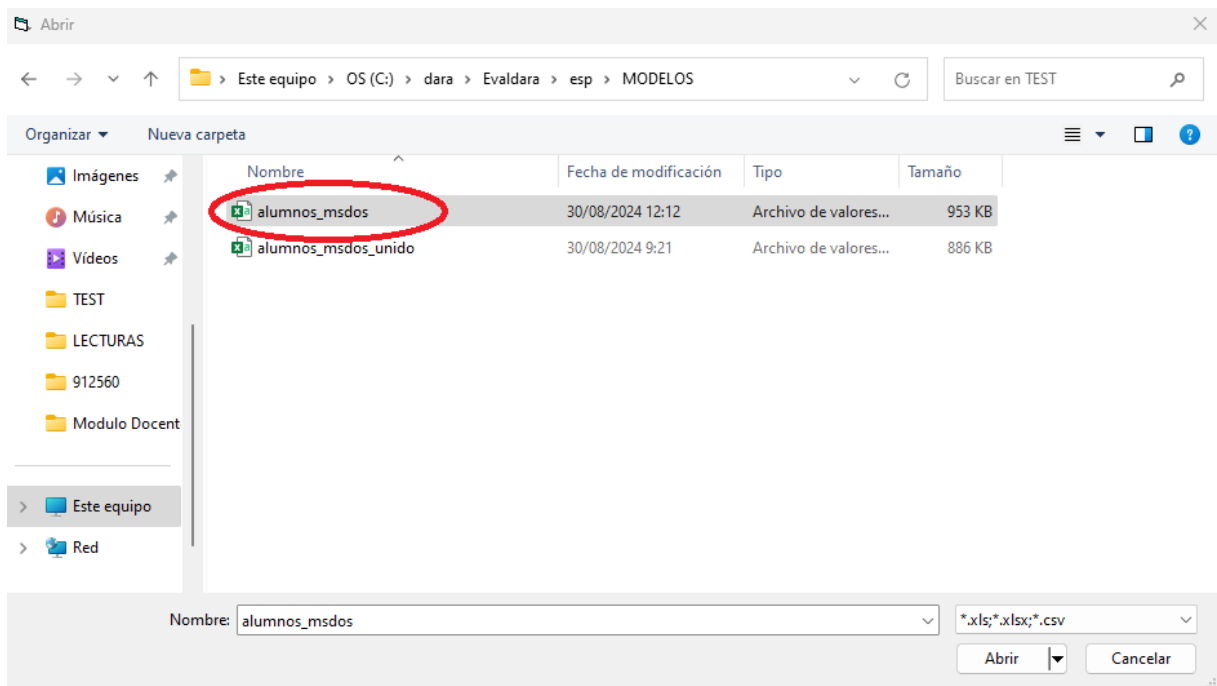 Abrir
Este equipo > OS (C:) > dara > Evaldara > esp > MODELOS
Buscar en TEST
Organizar
Nueva carpeta
Imágenes
Música
Vídeos
TEST
LECTURAS
912560
Modulo Docent
Este equipo
Red
Nombre Fecha de modificación Tipo Tamaño
alumnos_msdos 30/08/2024 12:12 Archivo de valores... 953 KB
alumnos_msdos_unido 30/08/2024 9:21 Archivo de valores... 886 KB
Nombre: alumnos_msdos
*.xls;*.xlsx;*.csv
Abrir
Cancelar